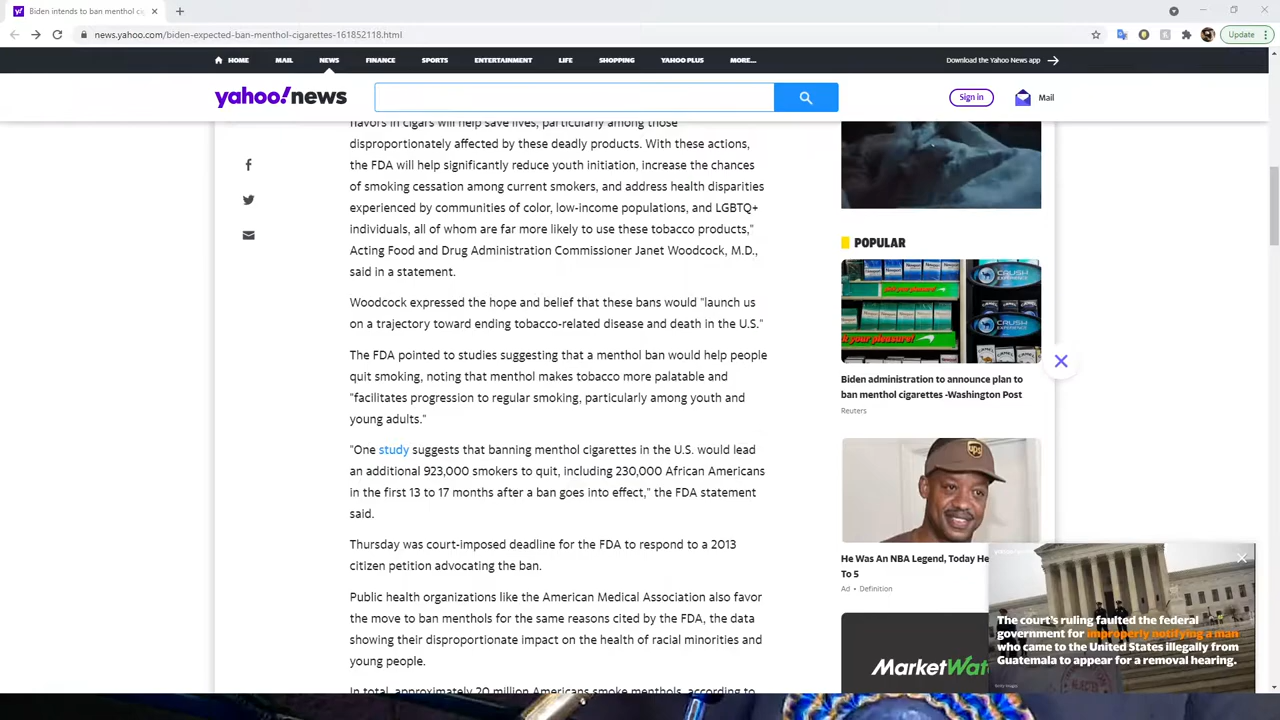 Biden intends to ban menthol cig
news.yahoo.com/biden-expected-ban-menthol-cigarettes-161852118.html
Update
HOME
MAIL
NEWS
FINANCE
SPORTS
ENTERTAINMENT
LIFE
SHOPPING
YAHOO PLUS
MORE...
Download the Yahoo News app
yahoo!news
Sign in
Mail
flavors in cigars will help save lives, particularly among those
disproportionately affected by these deadly products. With these actions,
the FDA will help significantly reduce youth initiation, increase the chances
of smoking cessation among current smokers, and address health disparities
experienced by communities of color, low-income populations, and LGBTQ+
individuals, all of whom are far more likely to use these tobacco products,"
Acting Food and Drug Administration Commissioner Janet Woodcock, M.D.,
said in a statement.
Woodcock expressed the hope and belief that these bans would "launch us
on a trajectory toward ending tobacco-related disease and death in the U.S."
The FDA pointed to studies suggesting that a menthol ban would help people
quit smoking, noting that menthol makes tobacco more palatable and
"facilitates progression to regular smoking, particularly among youth and
young adults."
"One study suggests that banning menthol cigarettes in the U.S. would lead
an additional 923,000 smokers to quit, including 230,000 African Americans
in the first 13 to 17 months after a ban goes into effect," the FDA statement
said.
Thursday was court-imposed deadline for the FDA to respond to a 2013
citizen petition advocating the ban.
Public health organizations like the American Medical Association also favor
the move to ban menthols for the same reasons cited by the FDA, the data
showing their disproportionate impact on the health of racial minorities and
young people.
In total, approximately 20 million Americans smoke menthols, according to
POPULAR
CRUSH
EXPERIENCE
CRUSH
EXPERIENCE
your pleasure!
CAMEL
Biden administration to announce plan to
ban menthol cigarettes -Washington Post
Reuters
ups
He Was An NBA Legend, Today He
To 5
Ad • Definition
MarketWat
The court's ruling faulted the federal
government for improperly notifying a man
who came to the United States illegally from
Guatemala to appear for a removal hearing.
Getty Images